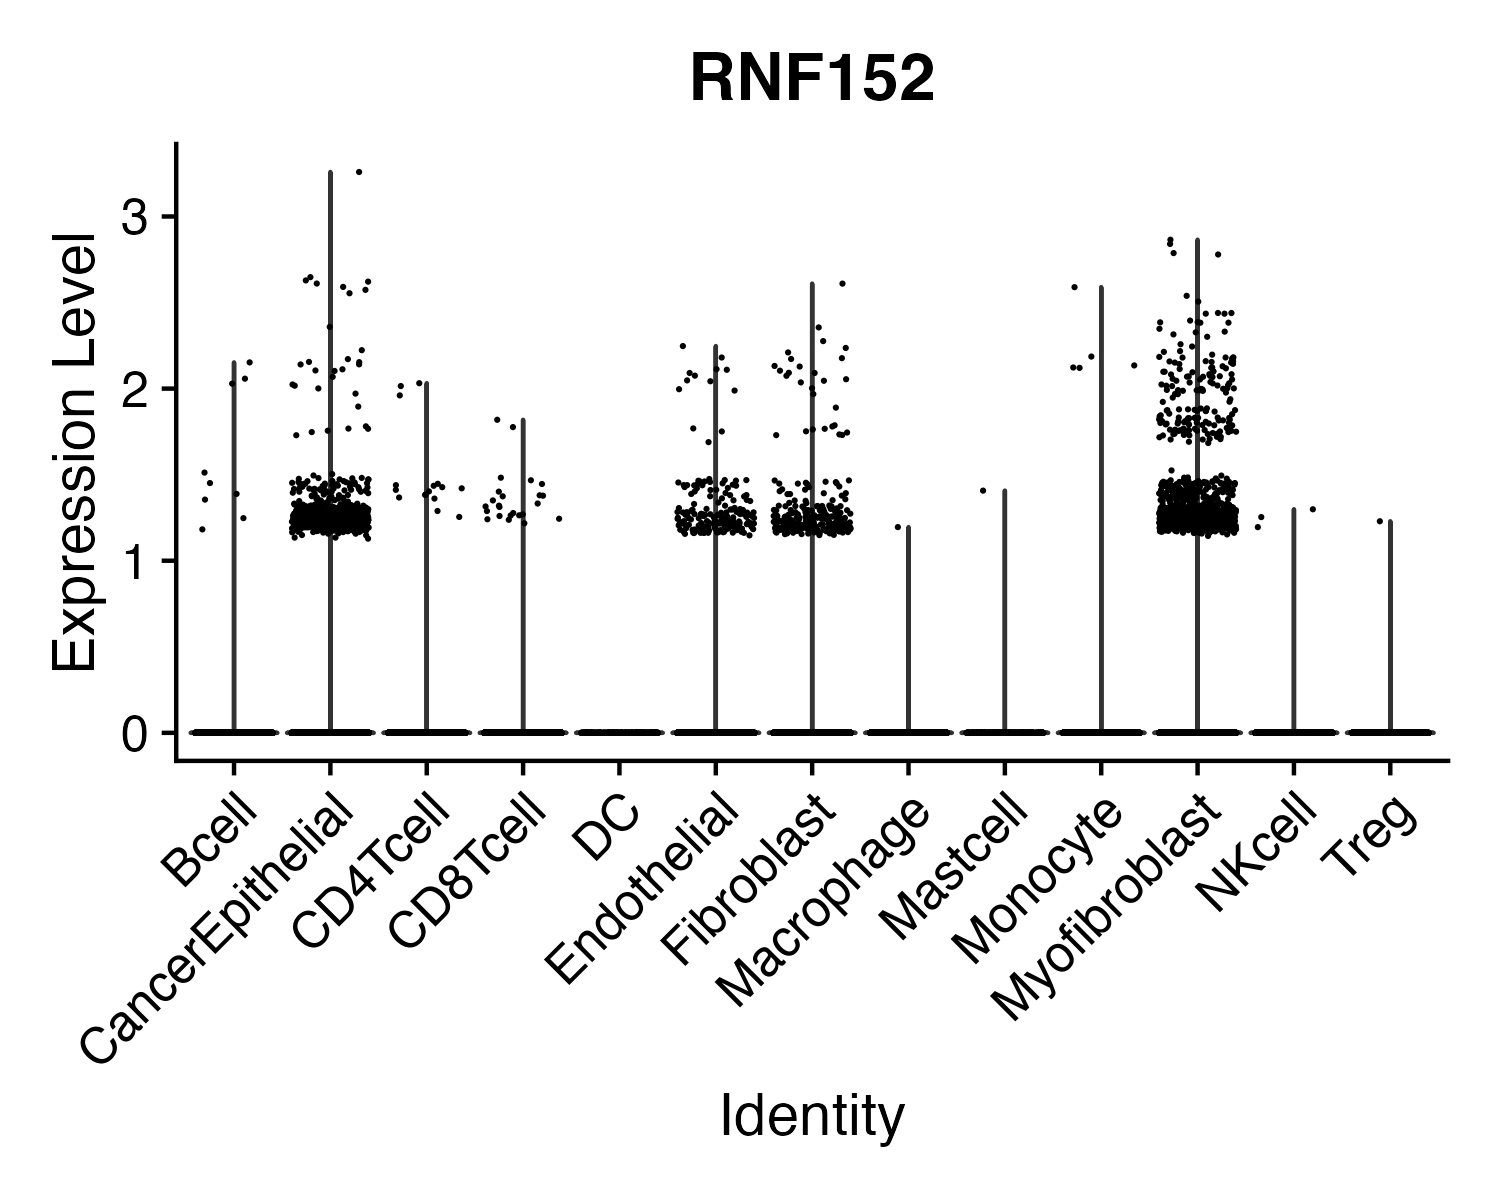 RNF152
Expression Level
3
2
1
0
Bcell
CancerEpithelial
CD4Tcell
CD8Tcell
DC
Endothelial
Fibroblast
Macrophage
Mastcell
Monocyte
Myofibroblast
NKcell
Treg
Identity